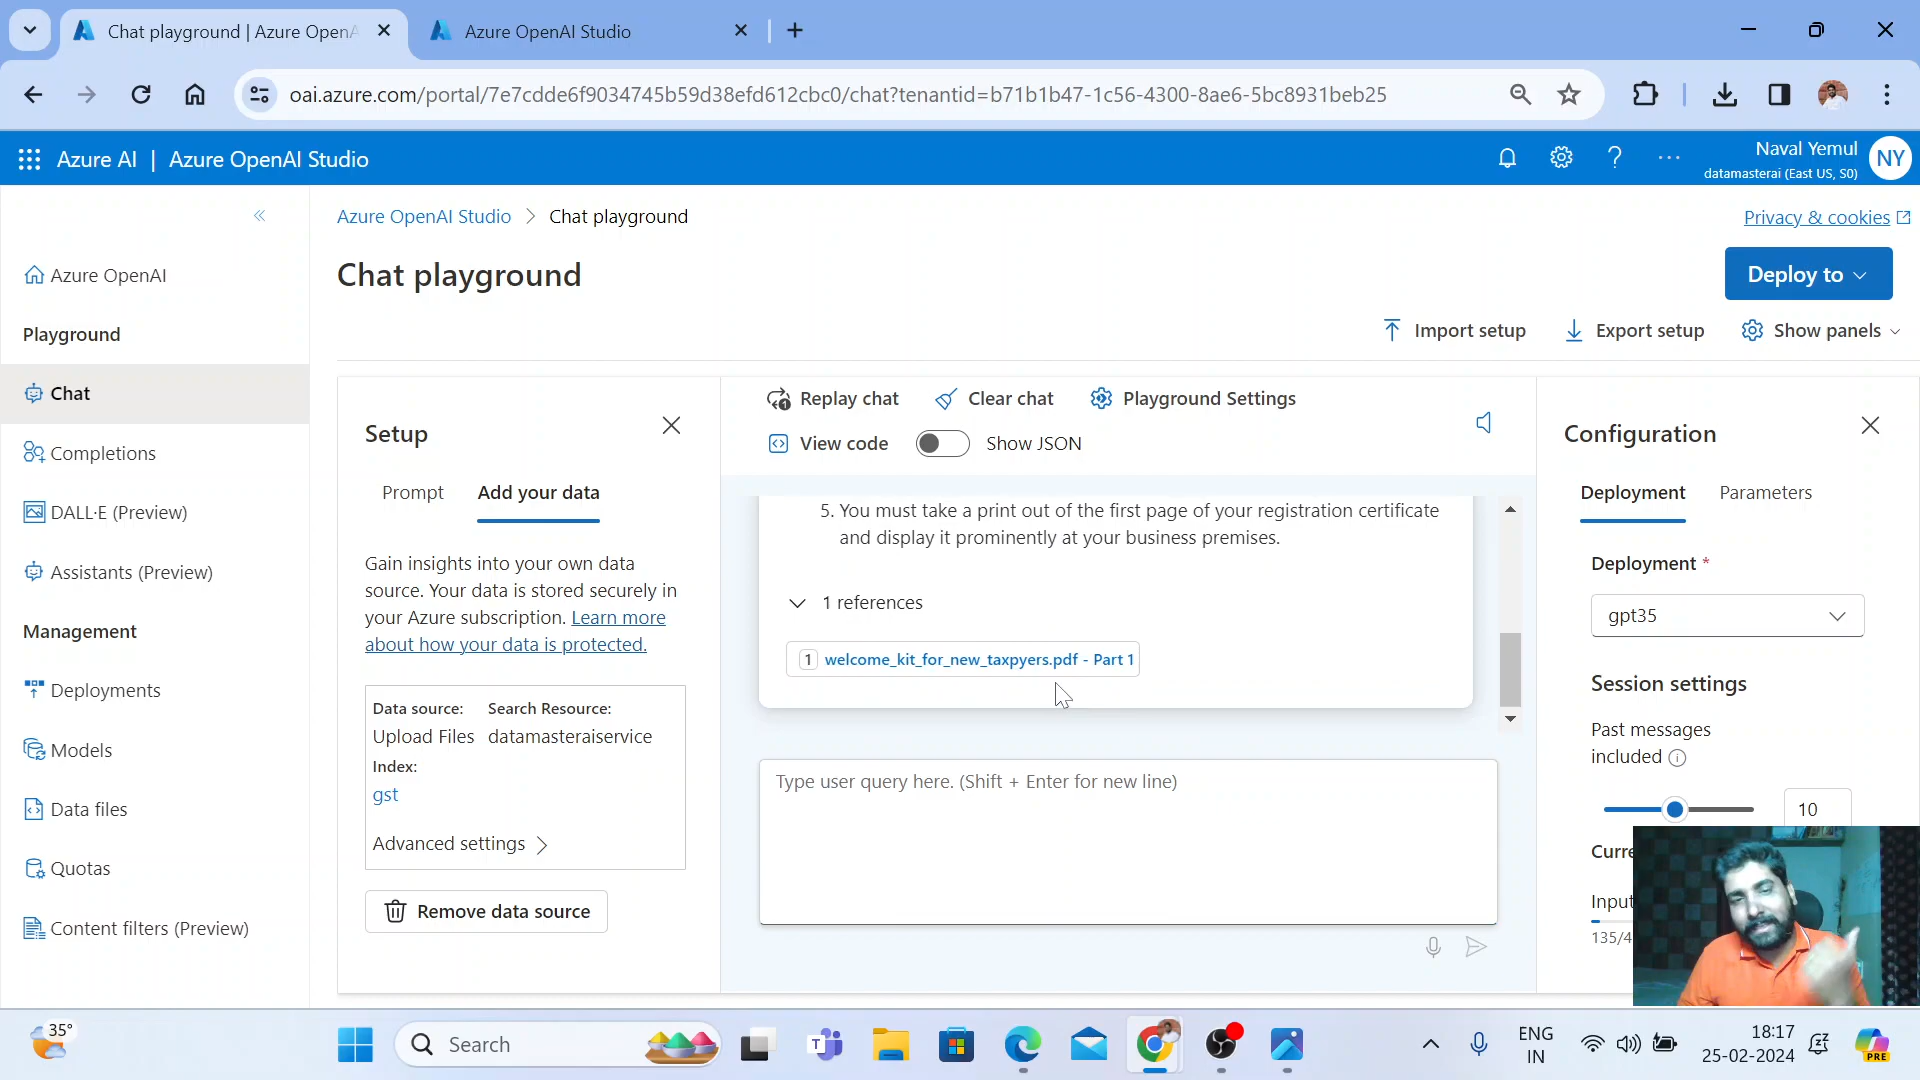 Chat playground | Azure OpenA
Azure OpenAI Studio
oai.azure.com/portal/7e7cdde6f9034745b59d38efd612cbc0/chat?tenantid=b71b1b47-1c56-4300-8ae6-5bc8931beb25
Azure AI | Azure OpenAI Studio
Naval Yemul
datamasterai (East US, S0)
NY
Azure OpenAI Studio > Chat playground
Privacy & cookies
Chat playground
Deploy to
Import setup
Export setup
Show panels
Azure OpenAI
Playground
Chat
Completions
DALL·E (Preview)
Assistants (Preview)
Management
Deployments
Models
Data files
Quotas
Content filters (Preview)
Setup
Prompt
Add your data
Gain insights into your own data
source. Your data is stored securely in
your Azure subscription. Learn more
about how your data is protected.
Data source: Search Resource:
Upload Files datamasteraiservice
Index:
gst
Advanced settings
Remove data source
Replay chat
Clear chat
Playground Settings
View code
Show JSON
5. You must take a print out of the first page of your registration certificate
and display it prominently at your business premises.
1 references
1 welcome_kit_for_new_taxpyers.pdf - Part 1
Type user query here. (Shift + Enter for new line)
Configuration
Deployment
Parameters
Deployment *
gpt35
Session settings
Past messages
included
10
Curre
Input
135/4
35°
Search
T
ENG
IN
18:17
25-02-2024
PRE